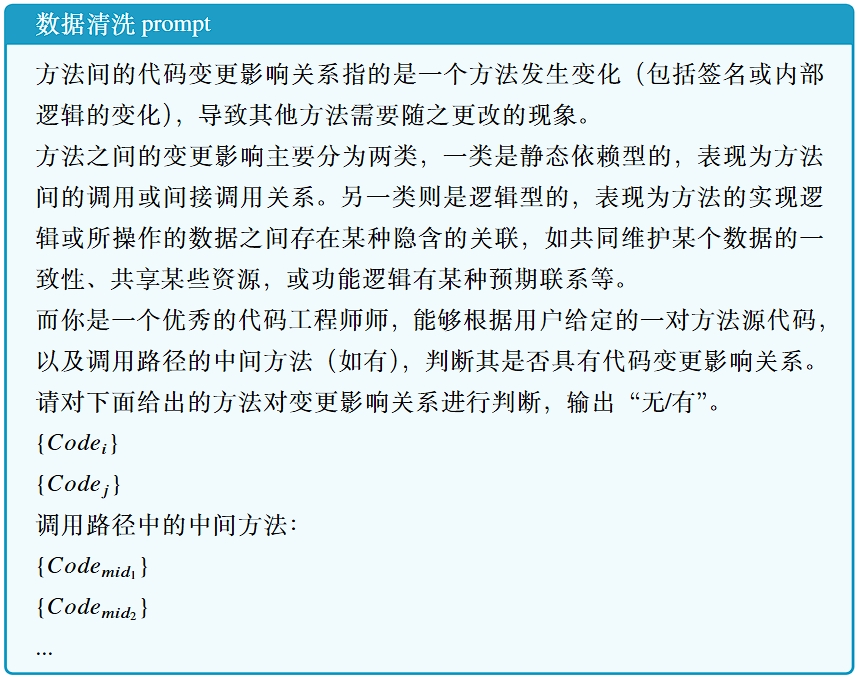 数据清洗 prompt
方法间的代码变更影响关系指的是一个方法发生变化（包括签名或内部
逻辑的变化），导致其他方法需要随之更改的现象。
方法之间的变更影响主要分为两类，一类是静态依赖型的，表现为方法
间的调用或间接调用关系。另一类则是逻辑型的，表现为方法的实现逻
辑或所操作的数据之间存在某种隐含的关联，如共同维护某个数据的一
致性、共享某些资源，或功能逻辑有某种预期联系等。
而你是一个优秀的代码工程师师，能够根据用户给定的一对方法源代码，
以及调用路径的中间方法（如有），判断其是否具有代码变更影响关系。
请对下面给出的方法对变更影响关系进行判断，输出“无/有”。
{Code_i}
{Code_j}
调用路径中的中间方法：
{Code_{mid_1}}
{Code_{mid_2}}
...